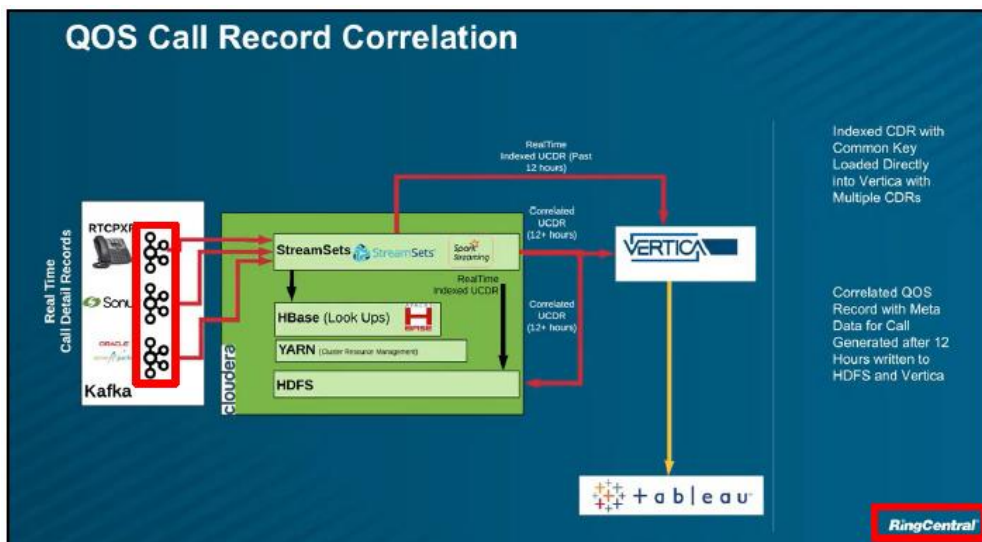 QOS Call Record Correlation
Real Time
Call Detail Records
RTCPXR
Sonu
ORACLE
Kafka
cloudera
StreamSets
StreamSets
Spark
Streaming
RealTime
Indexed UCDR (Past
12 hours)
Correlated
UCDR
(12+ hours)
RealTime
Indexed UCDR
Correlated
UCDR
(12+ hours)
HBase (Look Ups)
HBASE
YARN (Cluster Resource Management)
HDFS
VERTICA
+ableau
Indexed CDR with
Common Key
Loaded Directly
into Vertica with
Multiple CDRs
Correlated QOS
Record with Meta
Data for Call
Generated after 12
Hours written to
HDFS and Vertica
RingCentral